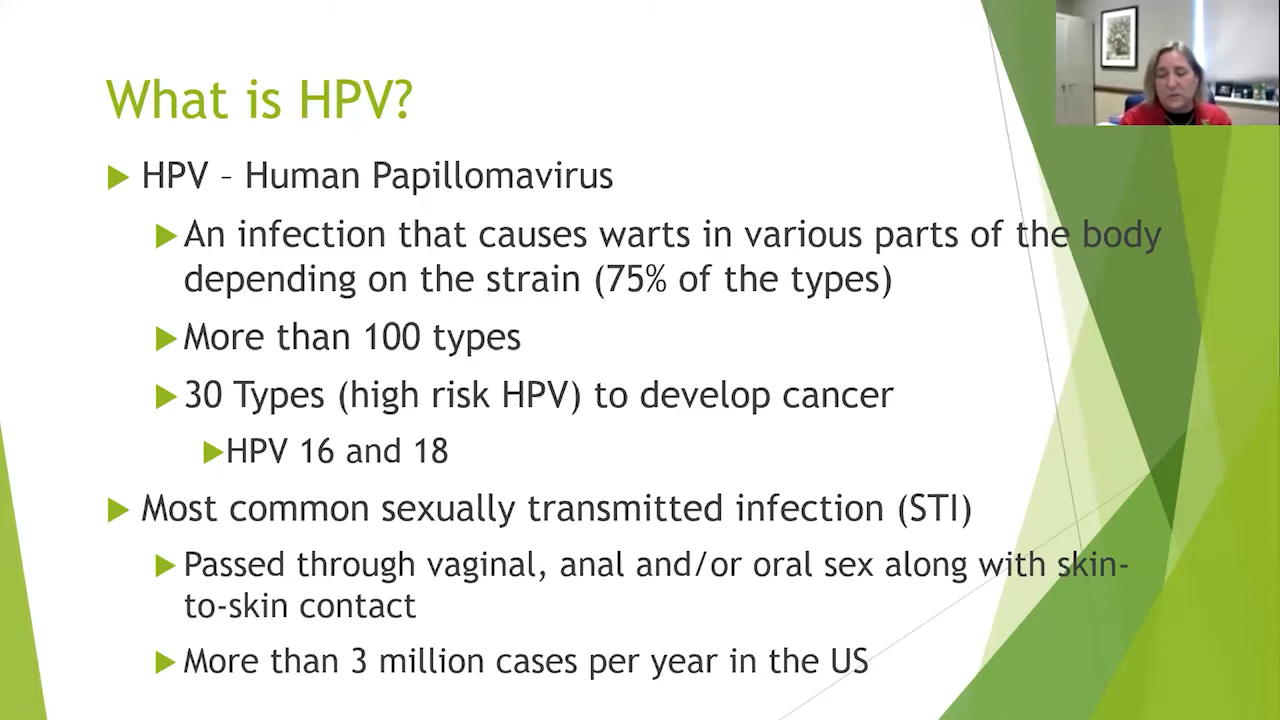 What is HPV?
HPV – Human Papillomavirus
An infection that causes warts in various parts of the body
depending on the strain (75% of the types)
More than 100 types
30 Types (high risk HPV) to develop cancer
HPV 16 and 18
Most common sexually transmitted infection (STI)
Passed through vaginal, anal and/or oral sex along with skin-
to-skin contact
More than 3 million cases per year in the US